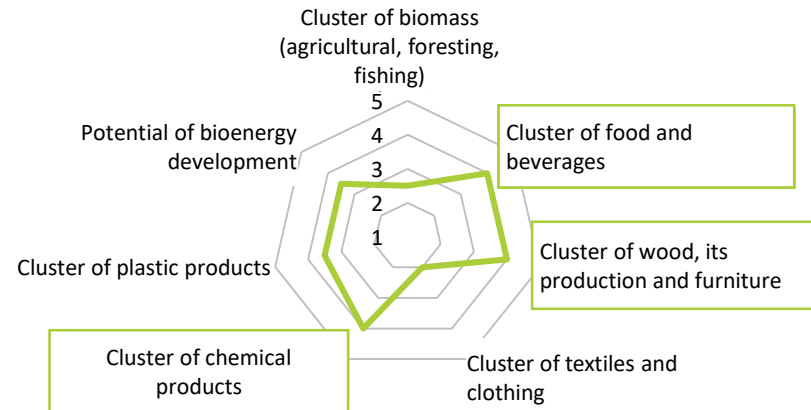 Cluster of biomass
(agricultural, foresting,
fishing)
5
4
3
2
1
Cluster of food and
beverages
Cluster of wood, its
production and furniture
Cluster of textiles and
clothing
Cluster of chemical
products
Cluster of plastic products
Potential of bioenergy
development